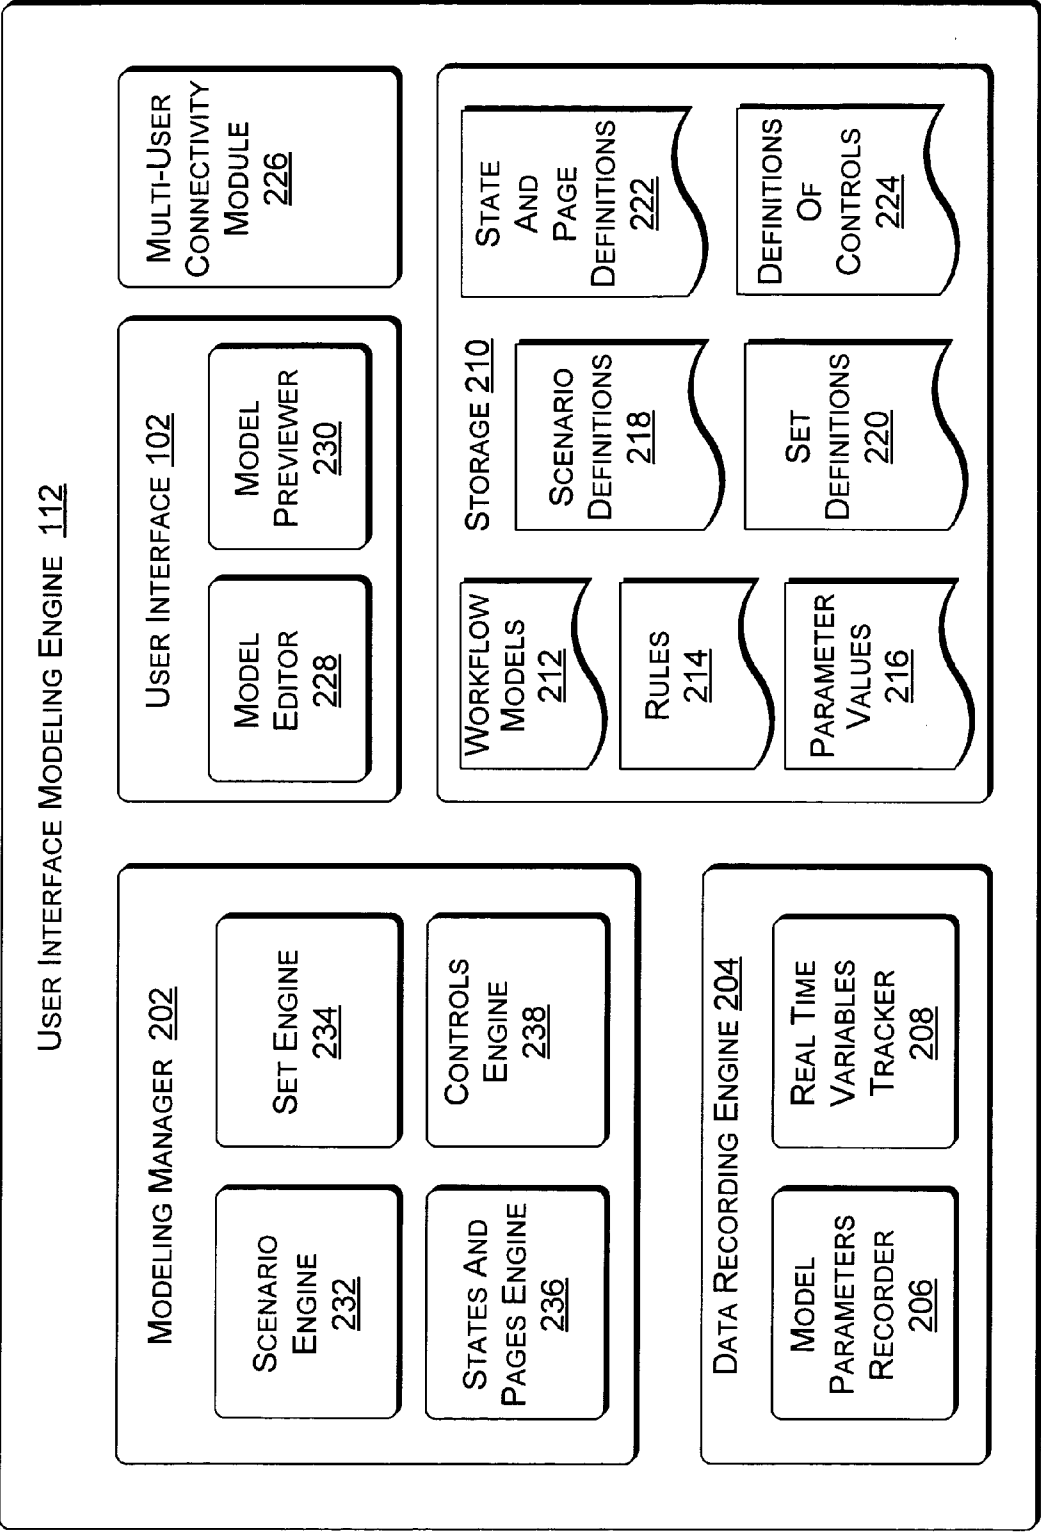 USER INTERFACE MODELING ENGINE 112
MODELING MANAGER 202
SCENARIO
ENGINE
232
SET ENGINE
234
STATES AND
PAGES ENGINE
236
CONTROLS
ENGINE
238
DATA RECORDING ENGINE 204
MODEL
PARAMETERS
RECORDER
206
REAL TIME
VARIABLES
TRACKER
208
USER INTERFACE 102
MODEL
EDITOR
228
MODEL
PREVIEWER
230
MULTI-USER
CONNECTIVITY
MODULE
226
STORAGE 210
WORKFLOW
MODELS
212
RULES
214
PARAMETER
VALUES
216
SCENARIO
DEFINITIONS
218
SET
DEFINITIONS
220
STATE
AND
PAGE
DEFINITIONS
222
DEFINITIONS
OF
CONTROLS
224